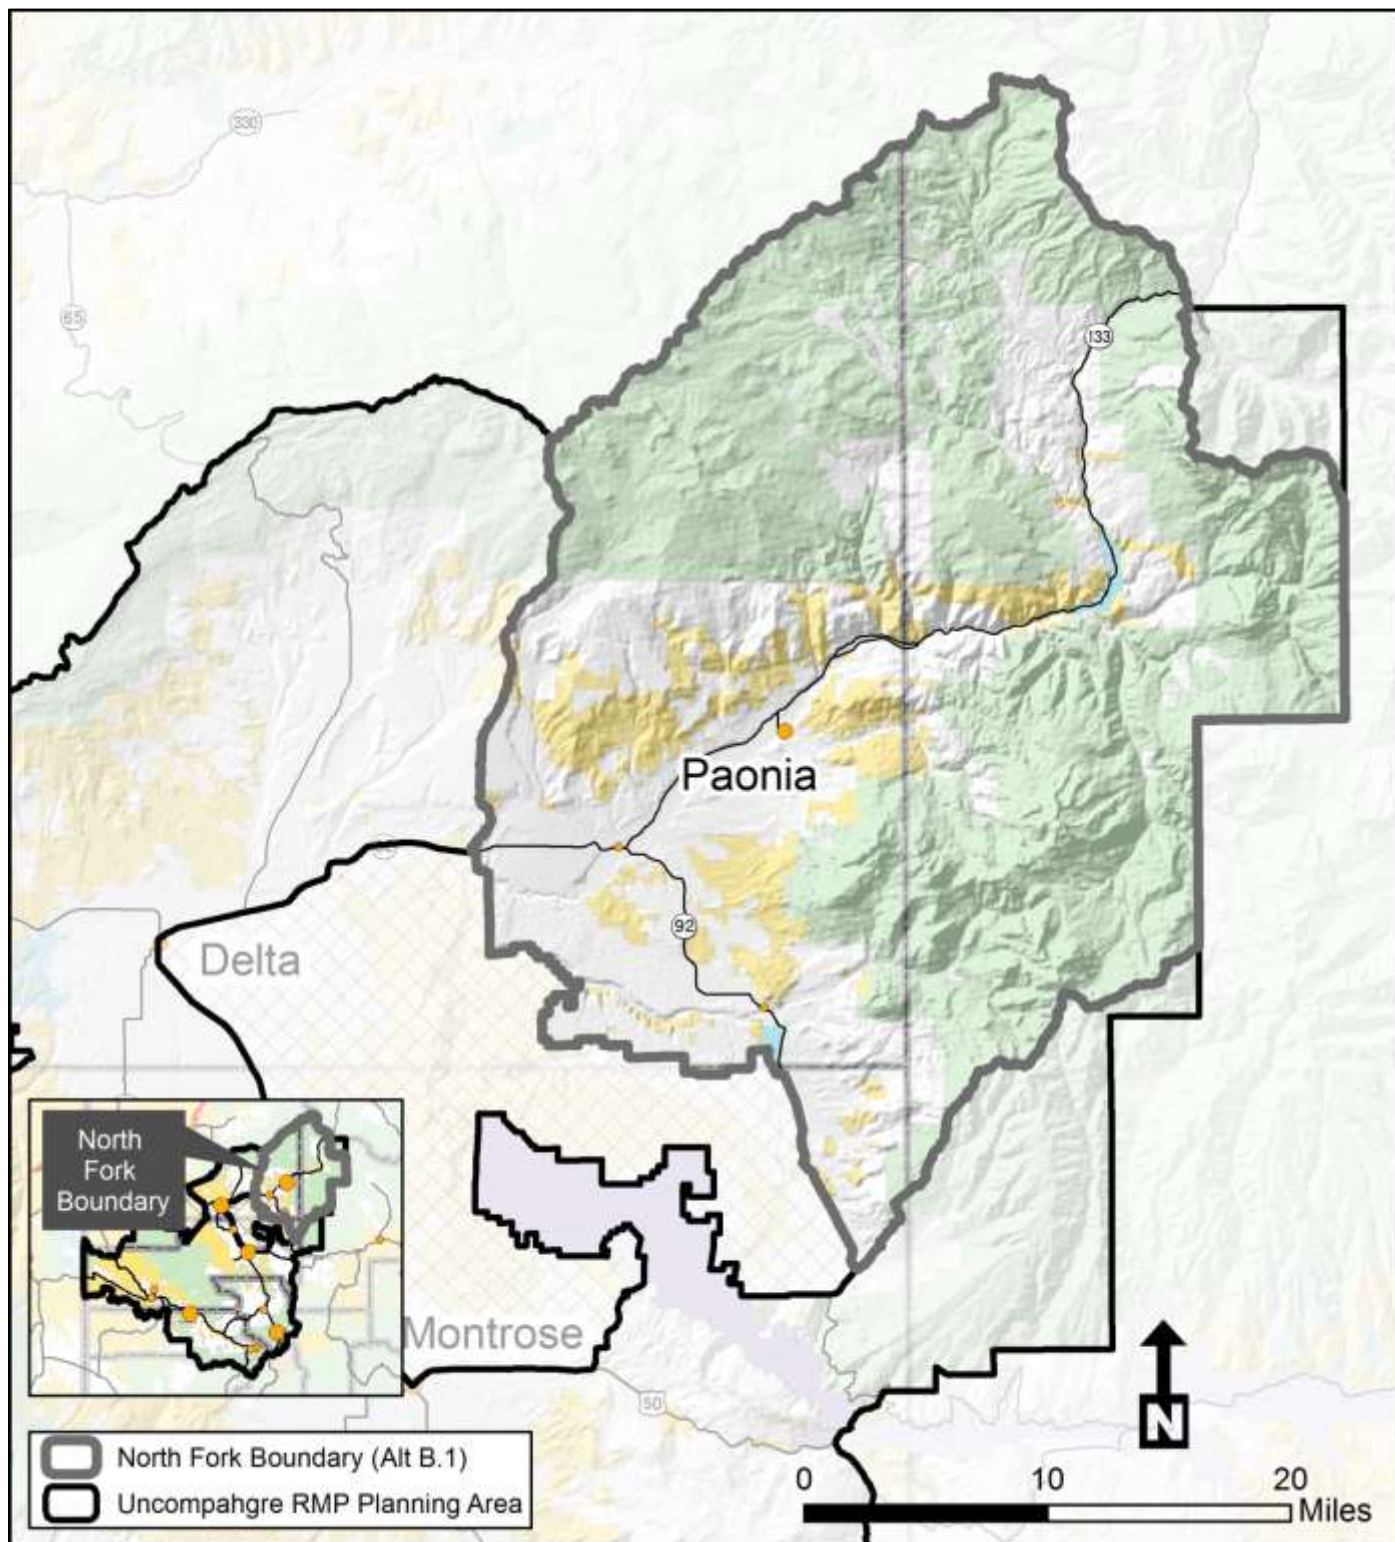 330
65
133
Paonia
92
Delta
North
Fork
Boundary
Montrose
50
N
North Fork Boundary (Alt B.1)
Uncompahgre RMP Planning Area
0 10 20
Miles